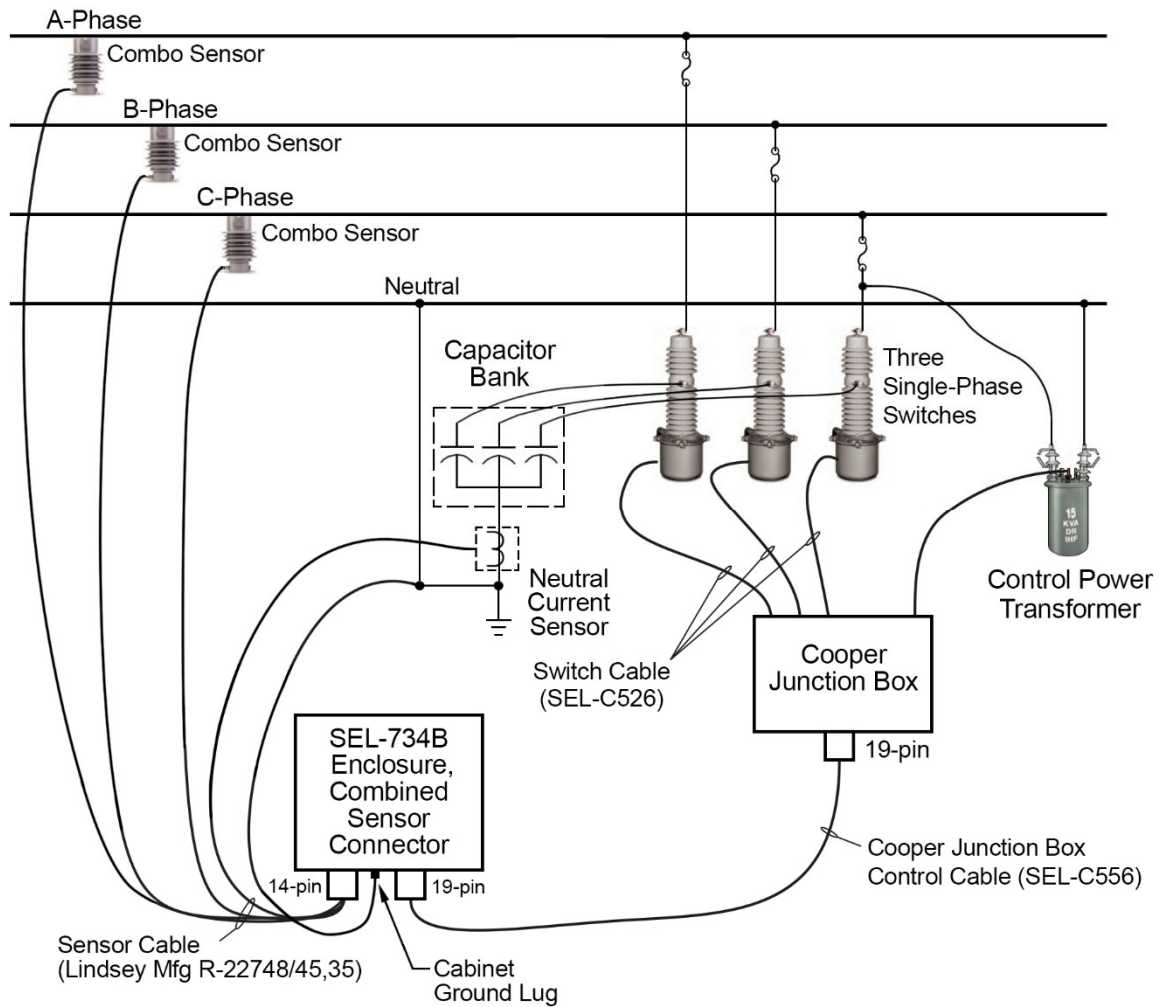 A-Phase
Combo Sensor
B-Phase
Combo Sensor
C-Phase
Combo Sensor
Neutral
Capacitor
Bank
Three
Single-Phase
Switches
15
KVA
DR
IHF
Neutral
Current
Sensor
Control Power
Transformer
Switch Cable
(SEL-C526)
Cooper
Junction Box
19-pin
SEL-734B
Enclosure,
Combined
Sensor
Connector
14-pin
19-pin
Cooper Junction Box
Control Cable (SEL-C556)
Sensor Cable
(Lindsey Mfg R-22748/45,35)
Cabinet
Ground Lug